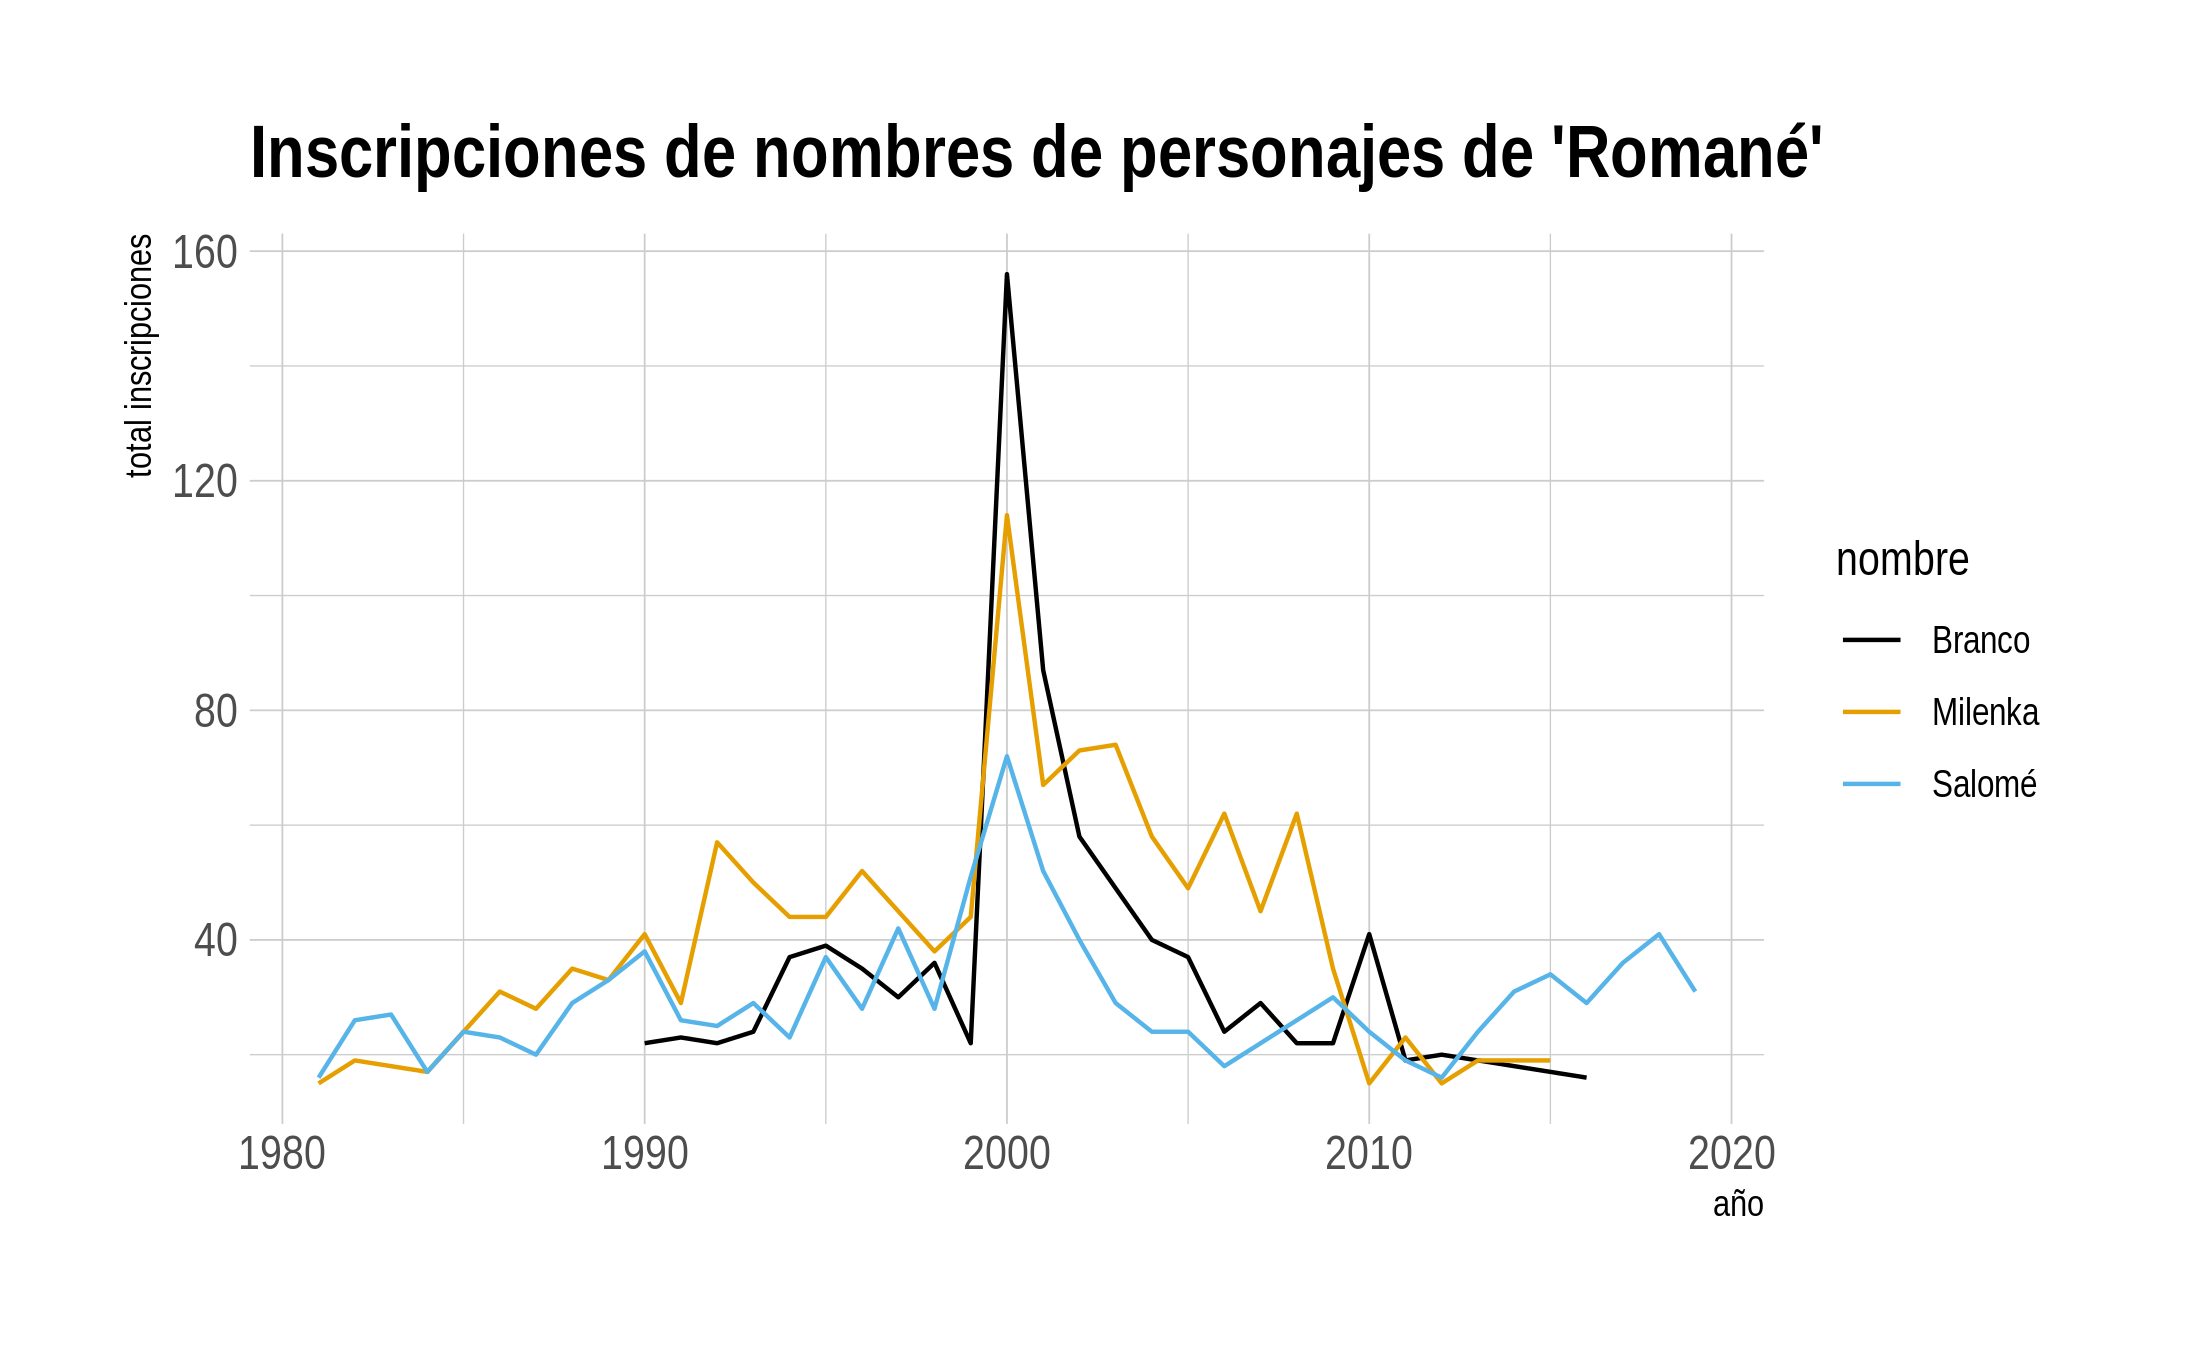 Inscripciones de nombres de personajes de 'Romané'
total inscripciones
160
120
80
40
1980 1990 2000 2010 2020
año
nombre
Branco
Milenka
Salomé